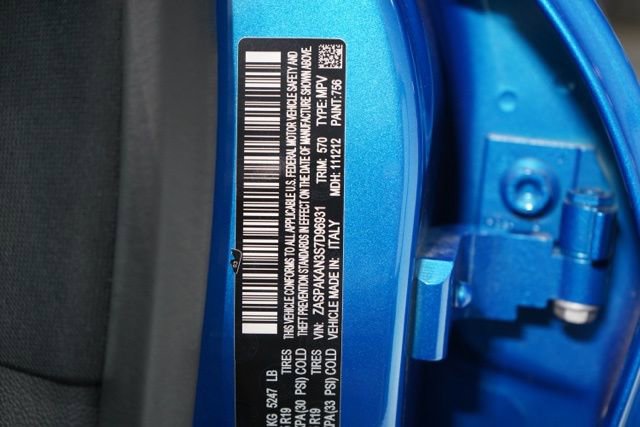 KG 5247 LB
R19 TIRES
PA(30 PSI) COLD
R19 TIRES
PA(33 PSI) COLD
THIS VEHICLE CONFORMS TO ALL APPLICABLE U.S. FEDERAL MOTOR VEHICLE SAFETY AND
THEFT PREVENTION STANDARDS IN EFFECT ON THE DATE OF MANUFACTURE SHOWN ABOVE.
VIN: ZASPAKAN3S7D96931 TRIM: 570 TYPE:MPV
VEHICLE MADE IN: ITALY MDH: 111212 PAINT:756